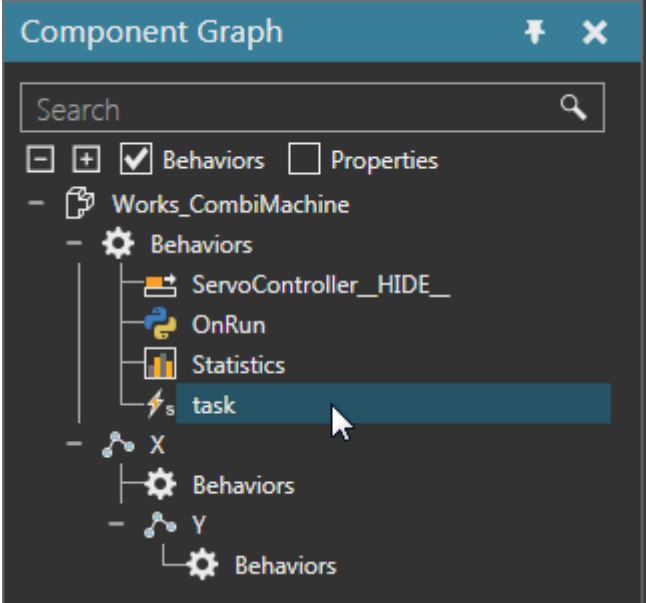 Component Graph
Search
Behaviors Properties
Works_CombiMachine
Behaviors
ServoController__HIDE__
OnRun
Statistics
s task
X
Behaviors
Y
Behaviors